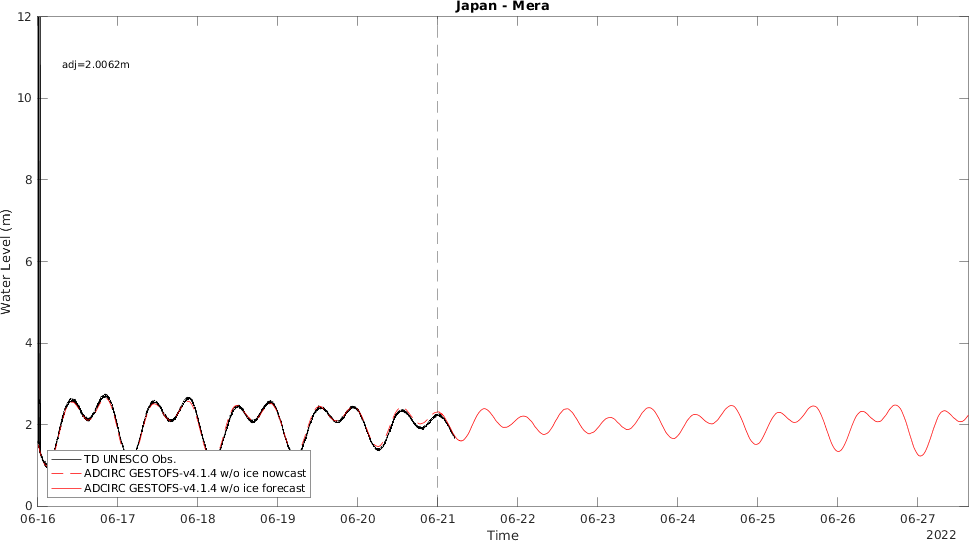 Japan - Mera
12
adj=2.0062m
10
8
6
4
2
0
Water Level (m)
TD UNESCO Obs.
ADCIRC GESTOFS-v4.1.4 w/o ice nowcast
ADCIRC GESTOFS-v4.1.4 w/o ice forecast
06-16 06-17 06-18 06-19 06-20 06-21 06-22 06-23 06-24 06-25 06-26 06-27
Time
2022